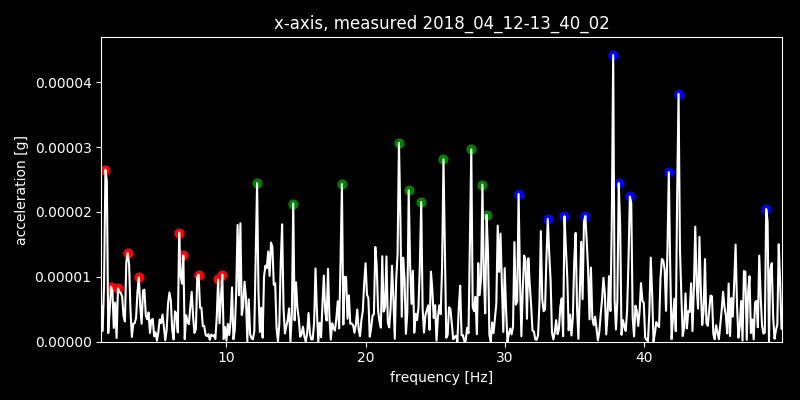 x-axis, measured 2018_04_12-13_40_02
0.00004
0.00003
0.00002
0.00001
0.00000
acceleration [g]
10 20 30 40
frequency [Hz]